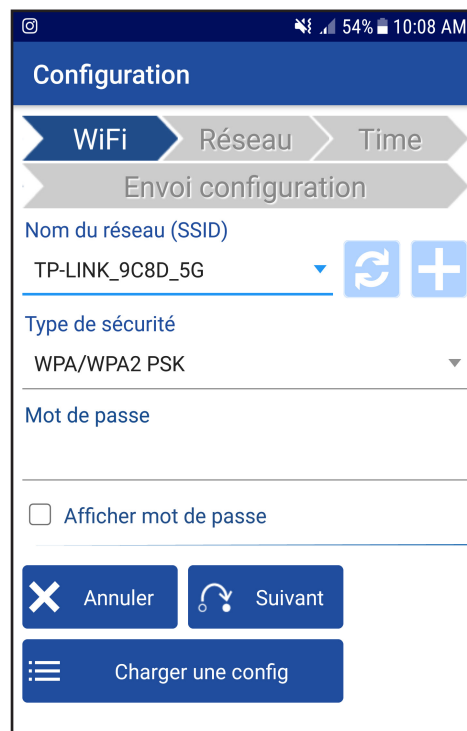 54% 10:08 AM
Configuration
WiFi Réseau Time
Envoi configuration
Nom du réseau (SSID)
TP-LINK_9C8D_5G
Type de sécurité
WPA/WPA2 PSK
Mot de passe
Afficher mot de passe
Annuler Suivant
Charger une config